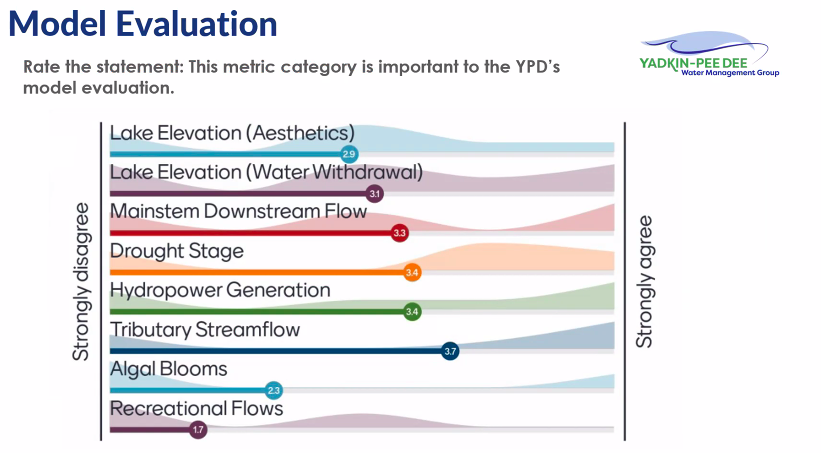 Model Evaluation
Rate the statement: This metric category is important to the YPD's
model evaluation.
YADKIN-PEE DEE
Water Management Group
Strongly disagree
Lake Elevation (Aesthetics)
2.9
Lake Elevation (Water Withdrawal)
3.1
Mainstem Downstream Flow
3.3
Drought Stage
3.4
Hydropower Generation
3.4
Tributary Streamflow
3.7
Algal Blooms
2.3
Recreational Flows
1.7
Strongly agree